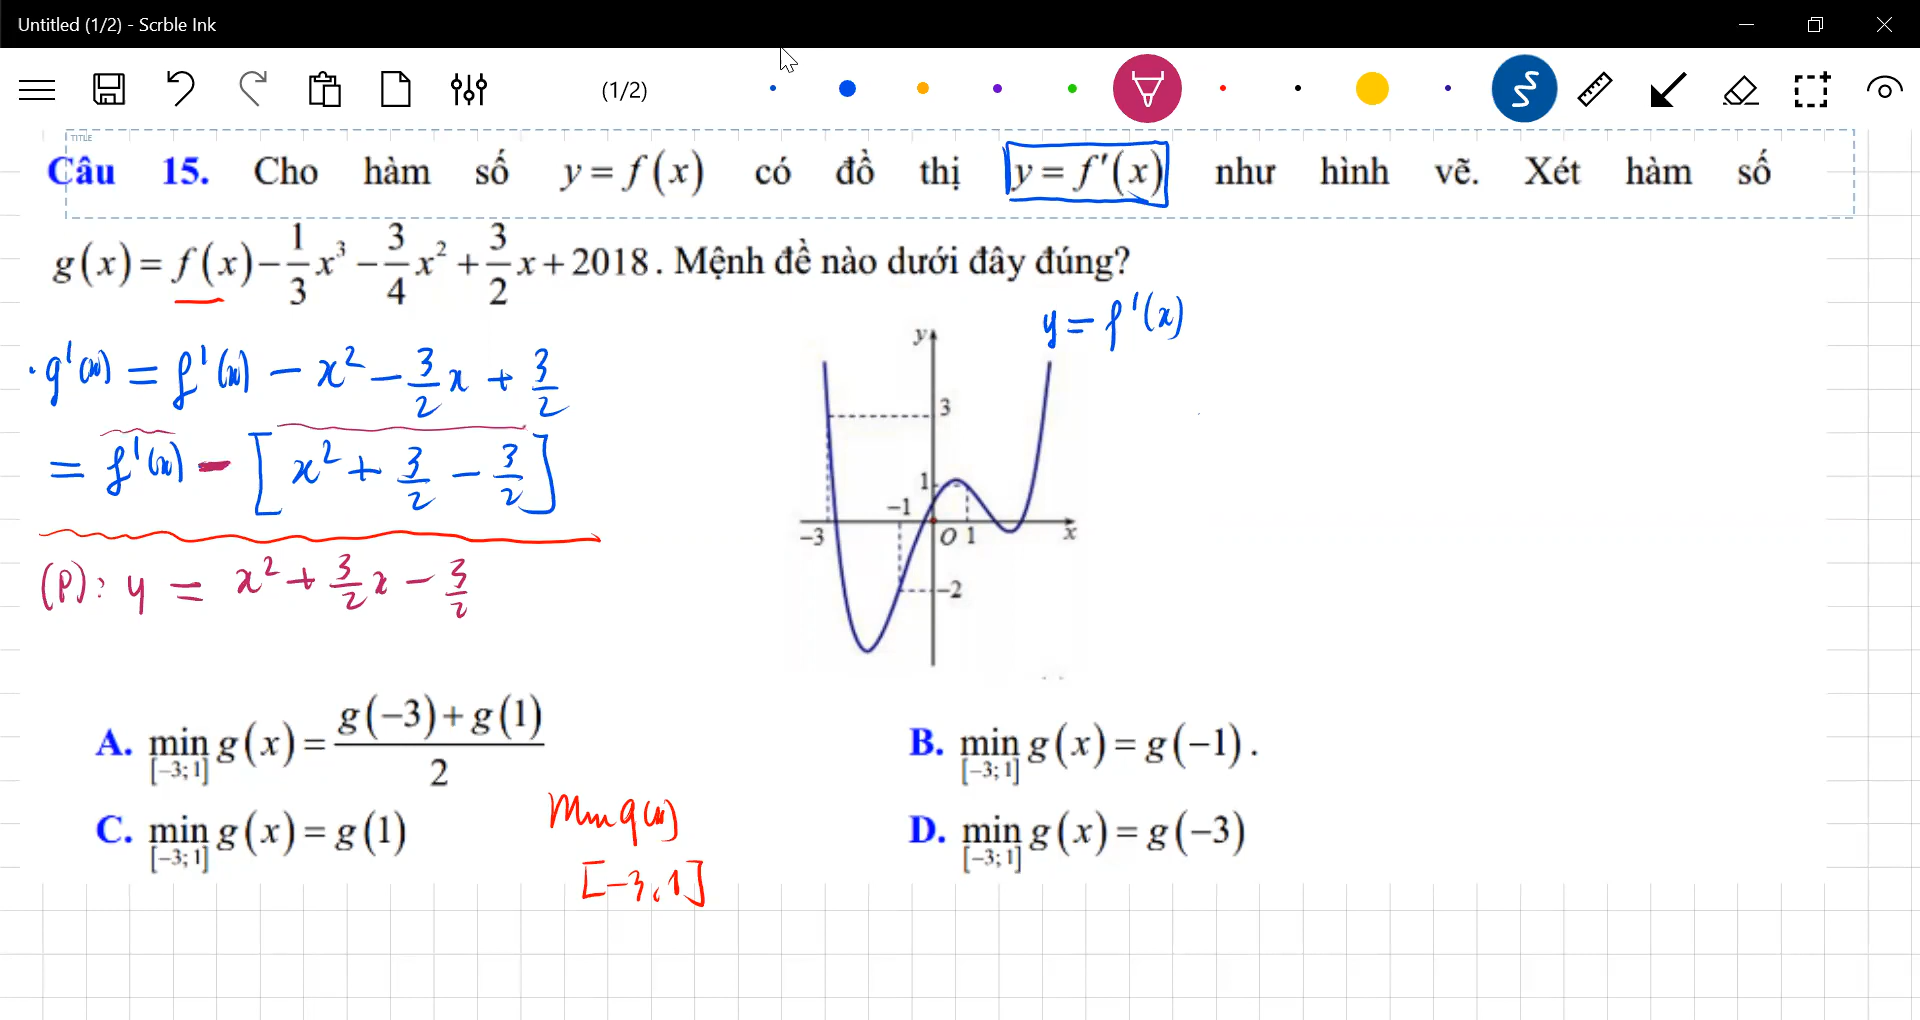 Untitled (1/2) - Scrble Ink
(1/2)
TITLE
Câu 15. Cho hàm số y = f(x) có đồ thị y = f'(x) như hình vẽ. Xét hàm số
g(x) = f(x) - 1/3 x³ - 3/4 x² + 3/2 x + 2018. Mệnh đề nào dưới đây đúng?
y = f'(x)
· g'(x) = f'(x) - x² - 3/2 x + 3/2
= f'(x) - [x² + 3/2 - 3/2]
(P): y = x² + 3/2 x - 3/2
y
3
1
-1
-3
O
1
x
-2
A. min g(x) = (g(-3) + g(1))/2
[-3; 1]
B. min g(x) = g(-1).
[-3; 1]
C. min g(x) = g(1)
[-3; 1]
D. min g(x) = g(-3)
[-3; 1]
Min g(x)
[-3, 1]